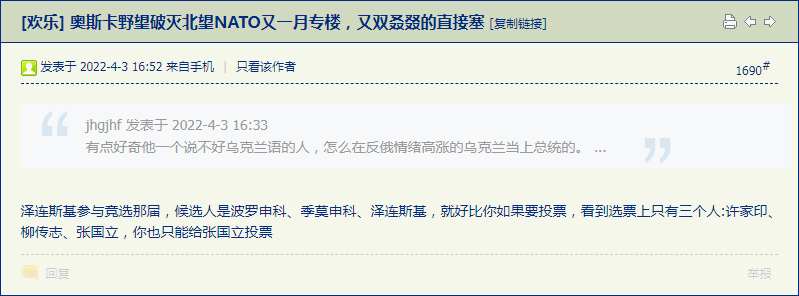 [欢乐] 奥斯卡野望破灭北望NATO又一月专楼，又双叒叕的直接塞 [复制链接]
发表于 2022-4-3 16:52 来自手机 | 只看该作者
1690#
jhgjhf 发表于 2022-4-3 16:33
有点好奇他一个说不好乌克兰语的人，怎么在反俄情绪高涨的乌克兰当上总统的。 ...
泽连斯基参与竞选那届，候选人是波罗申科、季莫申科、泽连斯基，就好比你如果要投票，看到选票上只有三个人:许家印、
柳传志、张国立，你也只能给张国立投票
回复
举报